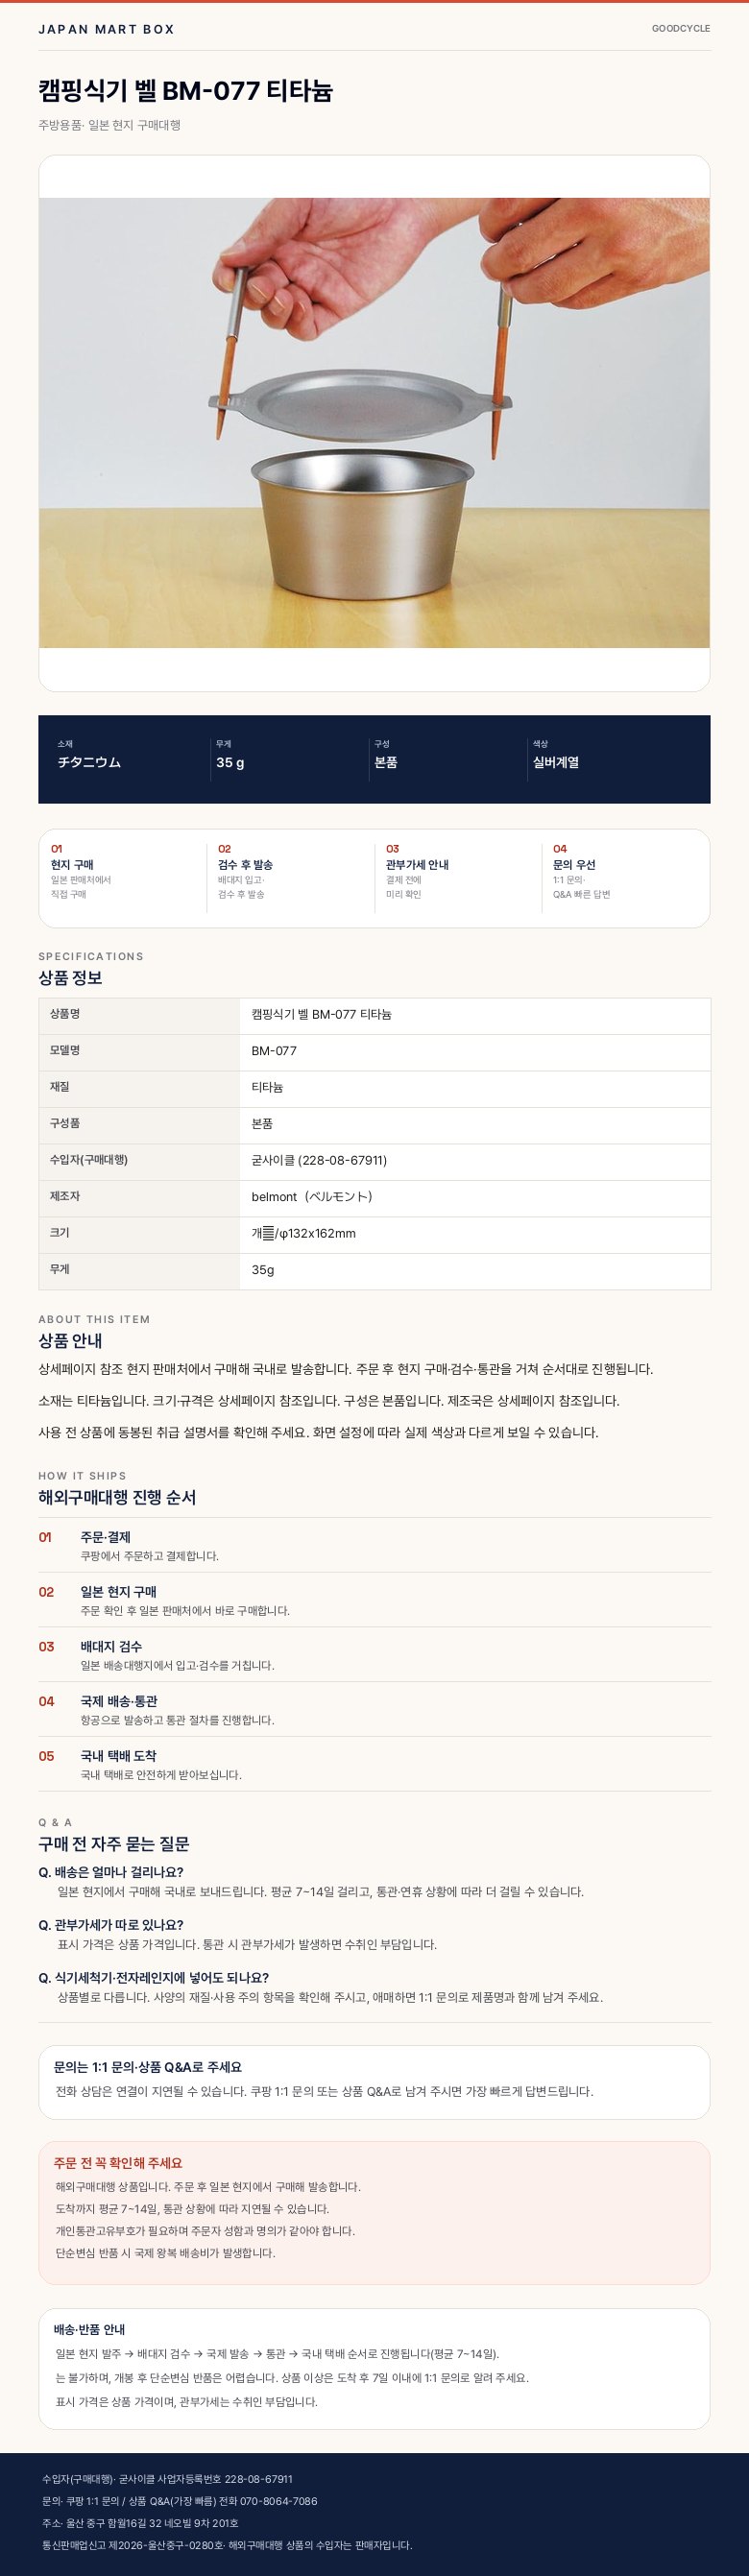 JAPAN MART BOX
GOODCYCLE
캠핑식기 벨 BM-077 티타늄
주방용품· 일본 현지 구매대행
소재
チタニウム
무게
35 g
구성
본품
색상
실버계열
01
현지 구매
일본 판매처에서
직접 구매
02
검수 후 발송
배대지 입고·
검수 후 발송
03
관부가세 안내
결제 전에
미리 확인
04
문의 우선
1:1 문의·
Q&A 빠른 답변
SPECIFICATIONS
상품 정보
상품명 캠핑식기 벨 BM-077 티타늄
모델명 BM-077
재질 티타늄
구성품 본품
수입자(구매대행) 굳사이클 (228-08-67911)
제조자 belmont（ベルモント）
크기 개/φ132x162mm
무게 35g
ABOUT THIS ITEM
상품 안내
상세페이지 참조 현지 판매처에서 구매해 국내로 발송합니다. 주문 후 현지 구매·검수·통관을 거쳐 순서대로 진행됩니다.
소재는 티타늄입니다. 크기·규격은 상세페이지 참조입니다. 구성은 본품입니다. 제조국은 상세페이지 참조입니다.
사용 전 상품에 동봉된 취급 설명서를 확인해 주세요. 화면 설정에 따라 실제 색상과 다르게 보일 수 있습니다.
HOW IT SHIPS
해외구매대행 진행 순서
01 주문·결제
쿠팡에서 주문하고 결제합니다.
02 일본 현지 구매
주문 확인 후 일본 판매처에서 바로 구매합니다.
03 배대지 검수
일본 배송대행지에서 입고·검수를 거칩니다.
04 국제 배송·통관
항공으로 발송하고 통관 절차를 진행합니다.
05 국내 택배 도착
국내 택배로 안전하게 받아보십니다.
Q & A
구매 전 자주 묻는 질문
Q. 배송은 얼마나 걸리나요?
일본 현지에서 구매해 국내로 보내드립니다. 평균 7~14일 걸리고, 통관·연휴 상황에 따라 더 걸릴 수 있습니다.
Q. 관부가세가 따로 있나요?
표시 가격은 상품 가격입니다. 통관 시 관부가세가 발생하면 수취인 부담입니다.
Q. 식기세척기·전자레인지에 넣어도 되나요?
상품별로 다릅니다. 사양의 재질·사용 주의 항목을 확인해 주시고, 애매하면 1:1 문의로 제품명과 함께 남겨 주세요.
문의는 1:1 문의·상품 Q&A로 주세요
전화 상담은 연결이 지연될 수 있습니다. 쿠팡 1:1 문의 또는 상품 Q&A로 남겨 주시면 가장 빠르게 답변드립니다.
주문 전 꼭 확인해 주세요
해외구매대행 상품입니다. 주문 후 일본 현지에서 구매해 발송합니다.
도착까지 평균 7~14일, 통관 상황에 따라 지연될 수 있습니다.
개인통관고유부호가 필요하며 주문자 성함과 명의가 같아야 합니다.
단순변심 반품 시 국제 왕복 배송비가 발생합니다.
배송·반품 안내
일본 현지 발주 → 배대지 검수 → 국제 발송 → 통관 → 국내 택배 순서로 진행됩니다(평균 7~14일).
는 불가하며, 개봉 후 단순변심 반품은 어렵습니다. 상품 이상은 도착 후 7일 이내에 1:1 문의로 알려 주세요.
표시 가격은 상품 가격이며, 관부가세는 수취인 부담입니다.
수입자(구매대행)· 굳사이클 사업자등록번호 228-08-67911
문의· 쿠팡 1:1 문의 / 상품 Q&A(가장 빠름) 전화 070-8064-7086
주소· 울산 중구 함월16길 32 네오빌 9차 201호
통신판매업신고 제2026-울산중구-0280호· 해외구매대행 상품의 수입자는 판매자입니다.